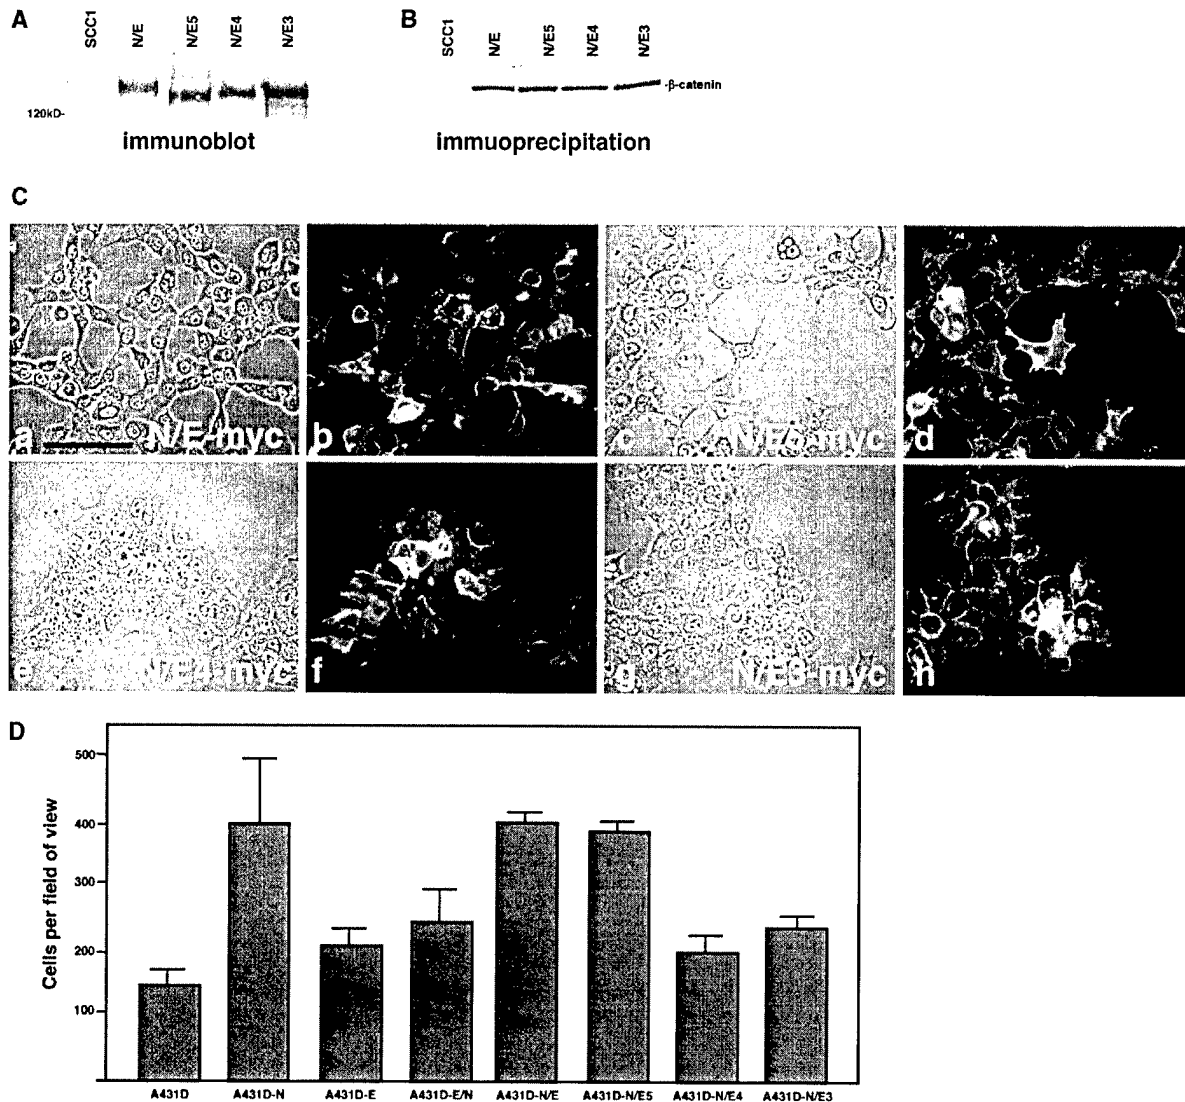 A
SCC1
N/E
N/E5
N/E4
N/E3
120kD-
immunoblot
B
SCC1
N/E
N/E5
N/E4
N/E3
-β-catenin
immuoprecipitation
C
a
N/E-myc
b
c
N/E5-myc
d
e
N/E4-myc
f
g
N/E3-myc
h
D
Cells per field of view
500
400
300
200
100
A431D
A431D-N
A431D-E
A431D-E/N
A431D-N/E
A431D-N/E5
A431D-N/E4
A431D-N/E3